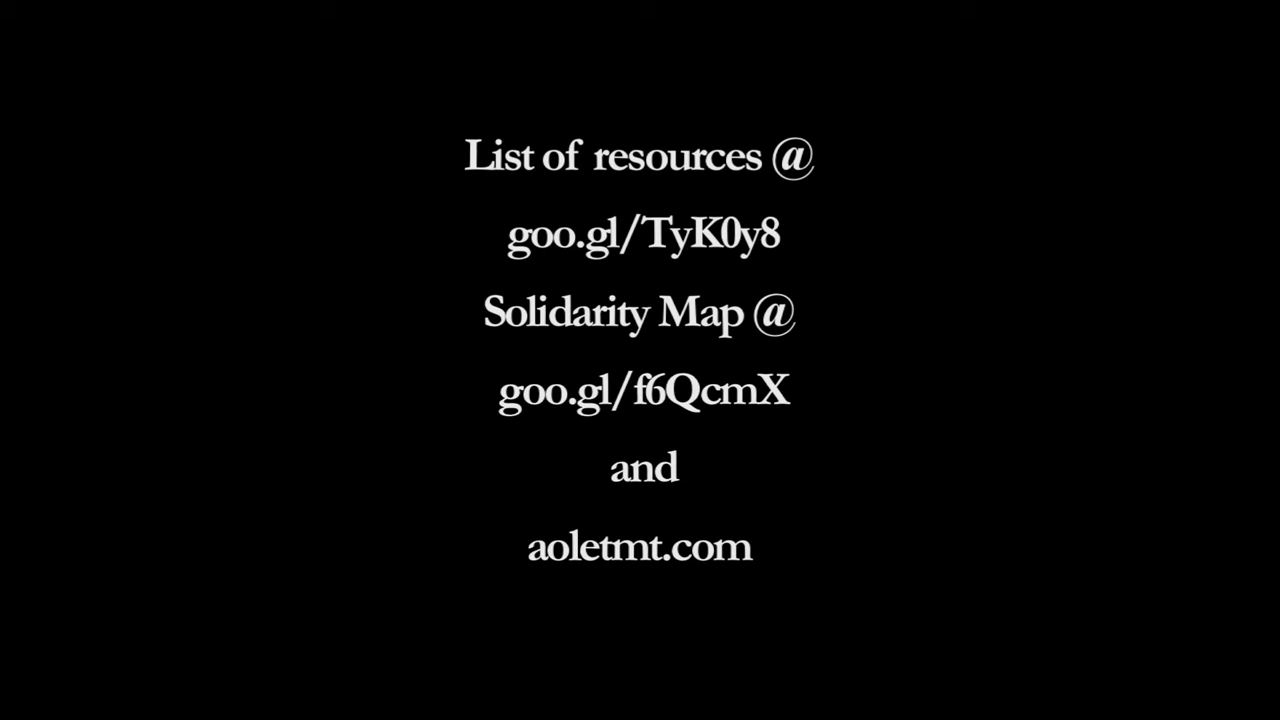 List of resources @
goo.gl/TyK0y8
Solidarity Map @
goo.gl/f6QcmX
and
aoletmt.com